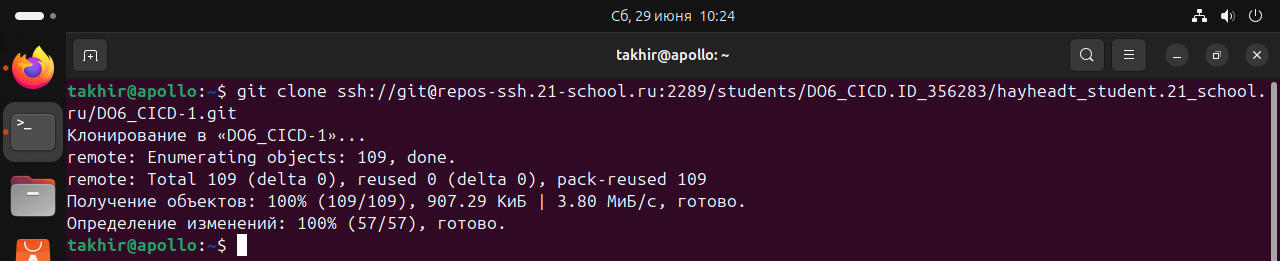 Сб, 29 июня 10:24
takhir@apollo: ~
takhir@apollo:~$ git clone ssh://git@repos-ssh.21-school.ru:2289/students/DO6_CICD.ID_356283/hayheadt_student.21_school.
ru/DO6_CICD-1.git
Клонирование в «DO6_CICD-1»...
remote: Enumerating objects: 109, done.
remote: Total 109 (delta 0), reused 0 (delta 0), pack-reused 109
Получение объектов: 100% (109/109), 907.29 КиБ | 3.80 МиБ/с, готово.
Определение изменений: 100% (57/57), готово.
takhir@apollo:~$